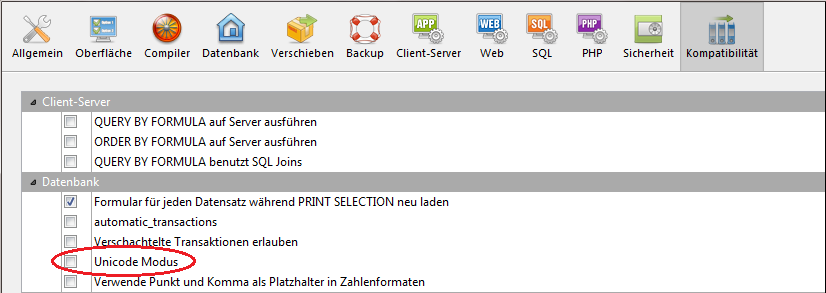 APP WEB SQL PHP
Allgemein Oberfläche Compiler Datenbank Verschieben Backup Client-Server Web SQL PHP Sicherheit Kompatibilität
Client-Server
QUERY BY FORMULA auf Server ausführen
ORDER BY FORMULA auf Server ausführen
QUERY BY FORMULA benutzt SQL Joins
Datenbank
Formular für jeden Datensatz während PRINT SELECTION neu laden
automatic_transactions
Verschachtelte Transaktionen erlauben
Unicode Modus
Verwende Punkt und Komma als Platzhalter in Zahlenformaten